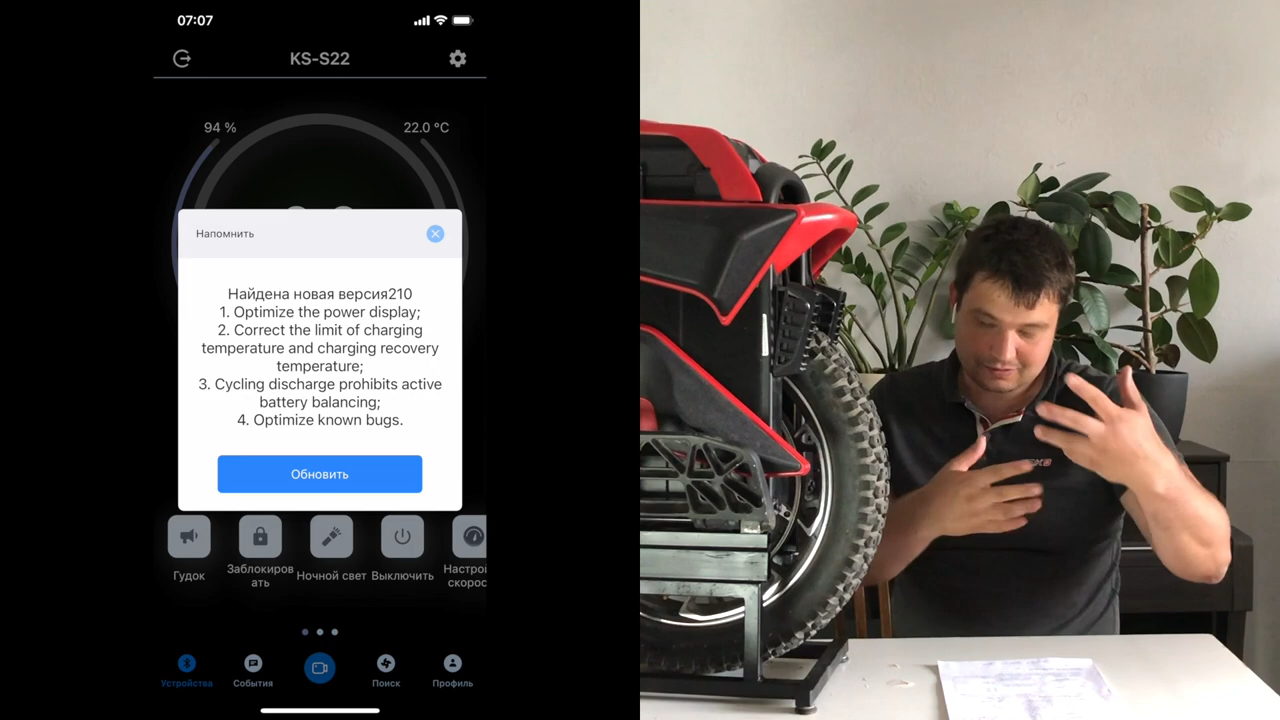 07:07
KS-S22
94 %
22.0 °C
Напомнить
Найдена новая версия210
1. Optimize the power display;
2. Correct the limit of charging
temperature and charging recovery
temperature;
3. Cycling discharge prohibits active
battery balancing;
4. Optimize known bugs.
Обновить
Гудок
Заблокиров
ать
Ночной свет
Выключить
Настрой
скорос
Устройства
События
Поиск
Профиль